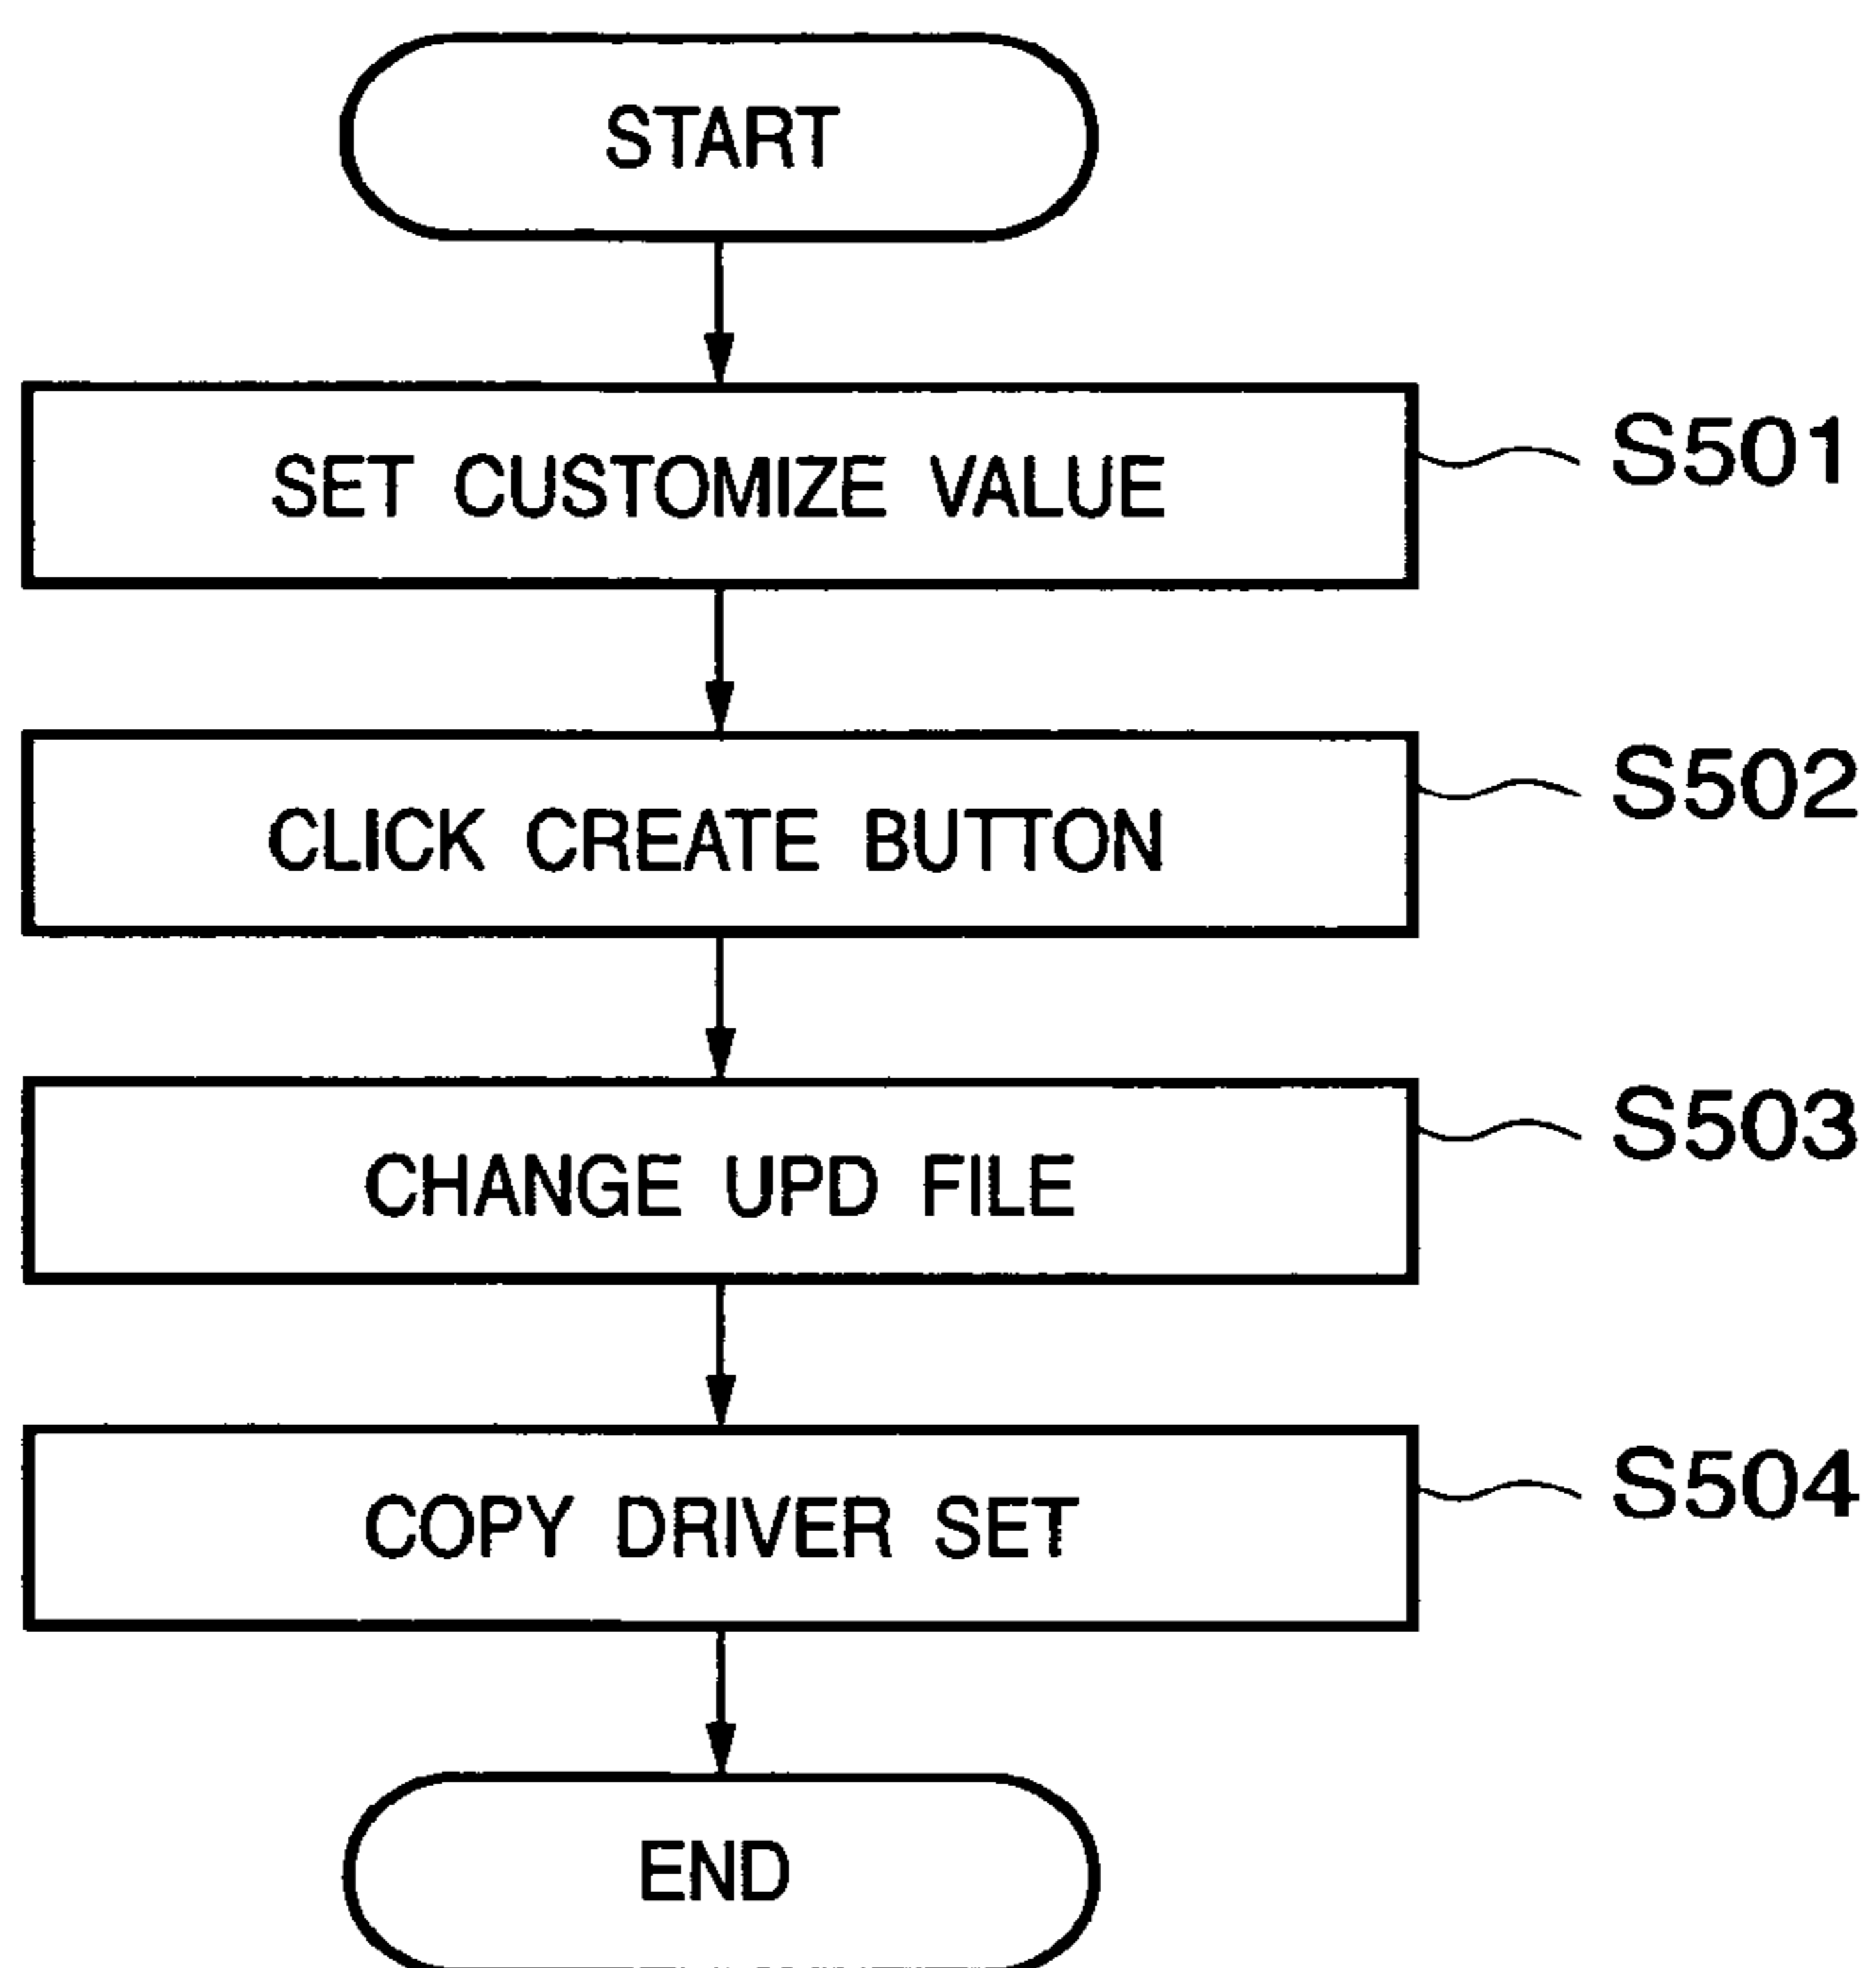 START
SET CUSTOMIZE VALUE
S501
CLICK CREATE BUTTON
S502
CHANGE UPD FILE
S503
COPY DRIVER SET
S504
END